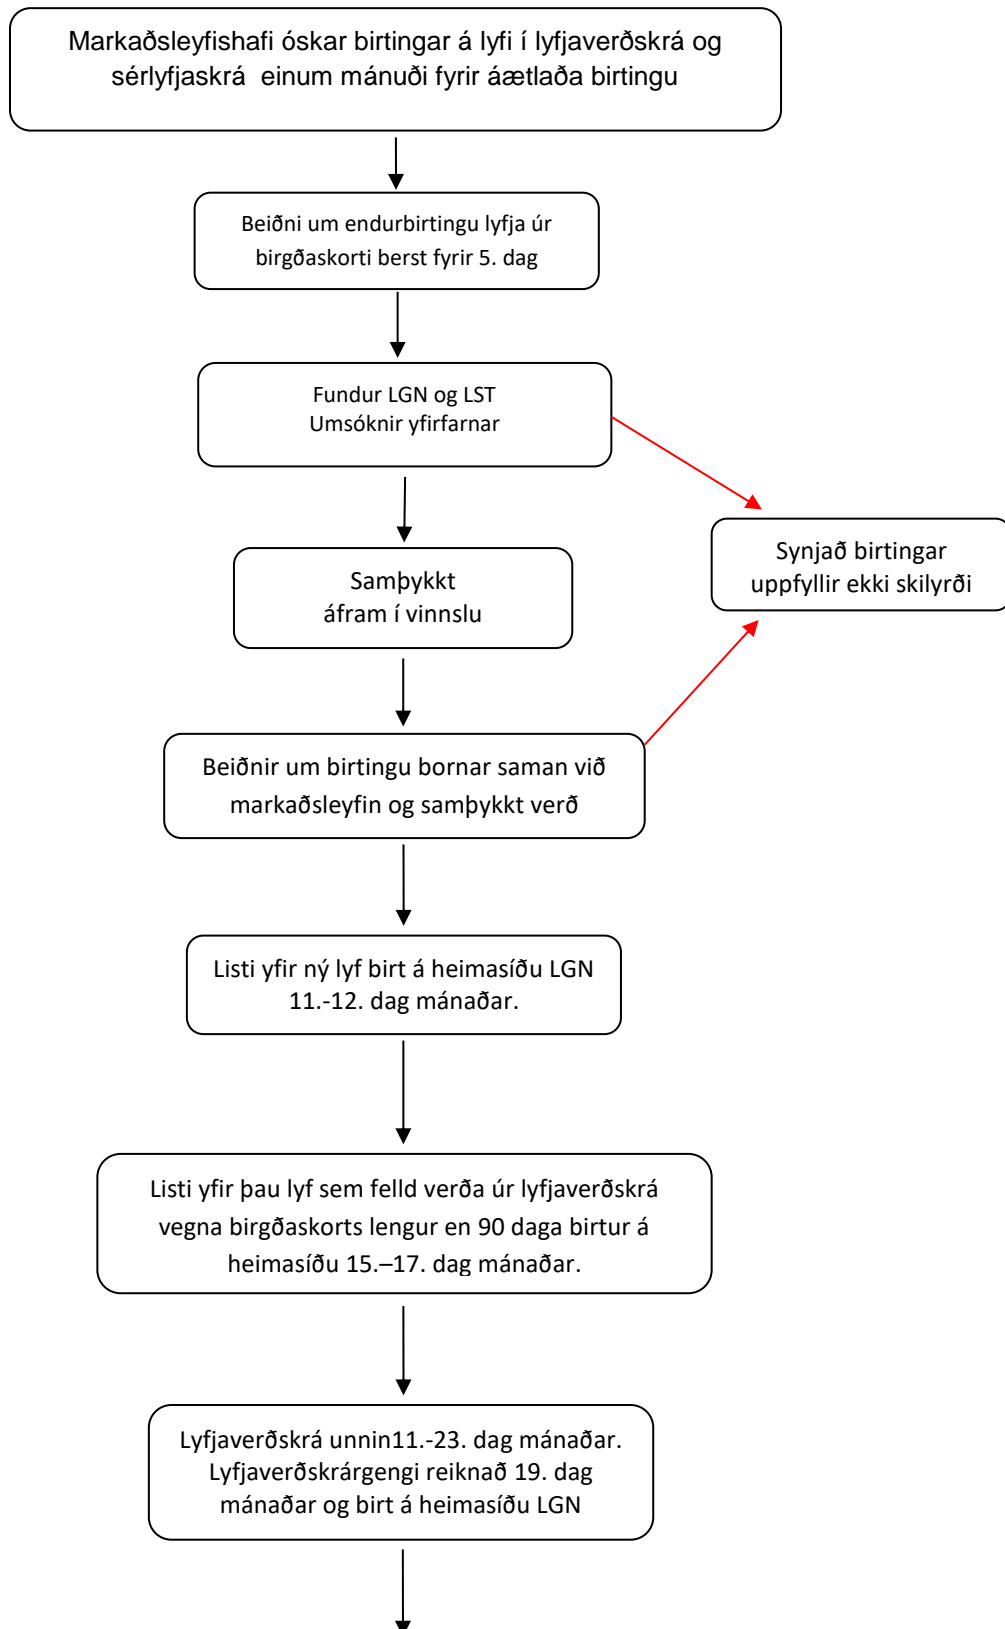 Markaðsleyfishafi óskar birtingar á lyfi í lyfjaverðskrá og
sérlyfjaskrá einum mánuði fyrir áætlaða birtingu
Beiðni um endurbirtingu lyfja úr
birgðaskorti berst fyrir 5. dag
Fundur LGN og LST
Umsóknir yfirfarnar
Synjað birtingar
uppfyllir ekki skilyrði
Samþykkt
áfram í vinnslu
Beiðnir um birtingu bornar saman við
markaðsleyfin og samþykkt verð
Listi yfir ný lyf birt á heimasíðu LGN
11.-12. dag mánaðar.
Listi yfir þau lyf sem felld verða úr lyfjaverðskrá
vegna birgðaskorts lengur en 90 daga birtur á
heimasíðu 15.–17. dag mánaðar.
Lyfjaverðskrá unnin11.-23. dag mánaðar.
Lyfjaverðskrárgengi reiknað 19. dag
mánaðar og birt á heimasíðu LGN